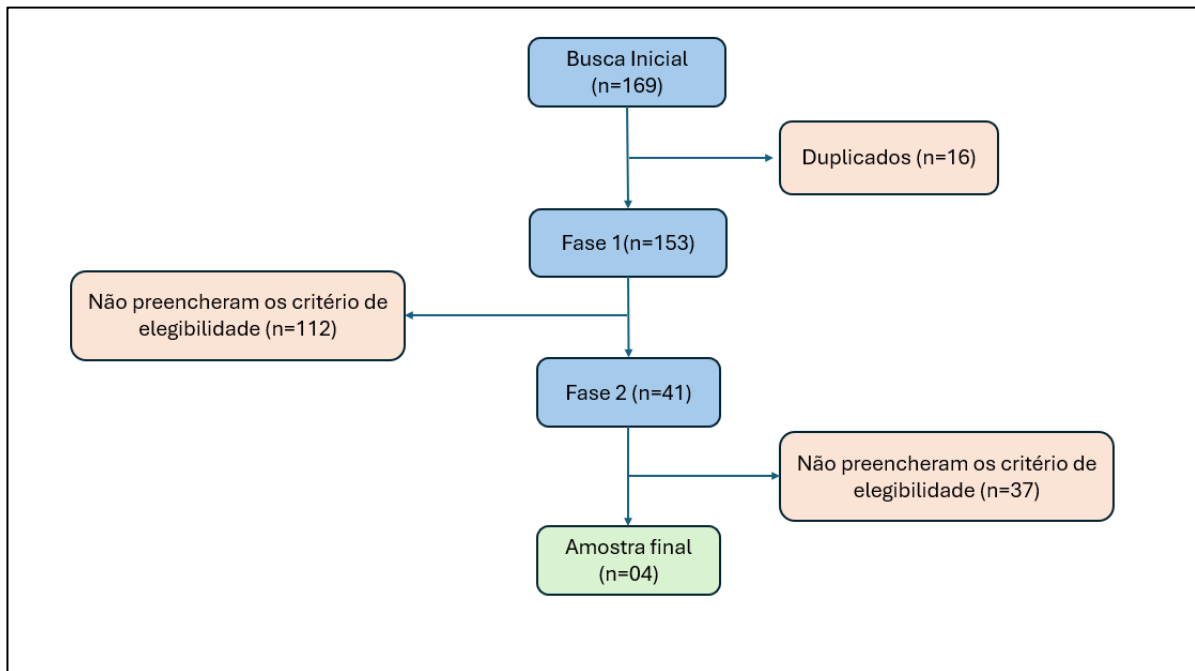 Busca Inicial
(n=169)
Duplicados (n=16)
Fase 1(n=153)
Não preencheram os critério de
elegibilidade (n=112)
Fase 2 (n=41)
Não preencheram os critério de
elegibilidade (n=37)
Amostra final
(n=04)